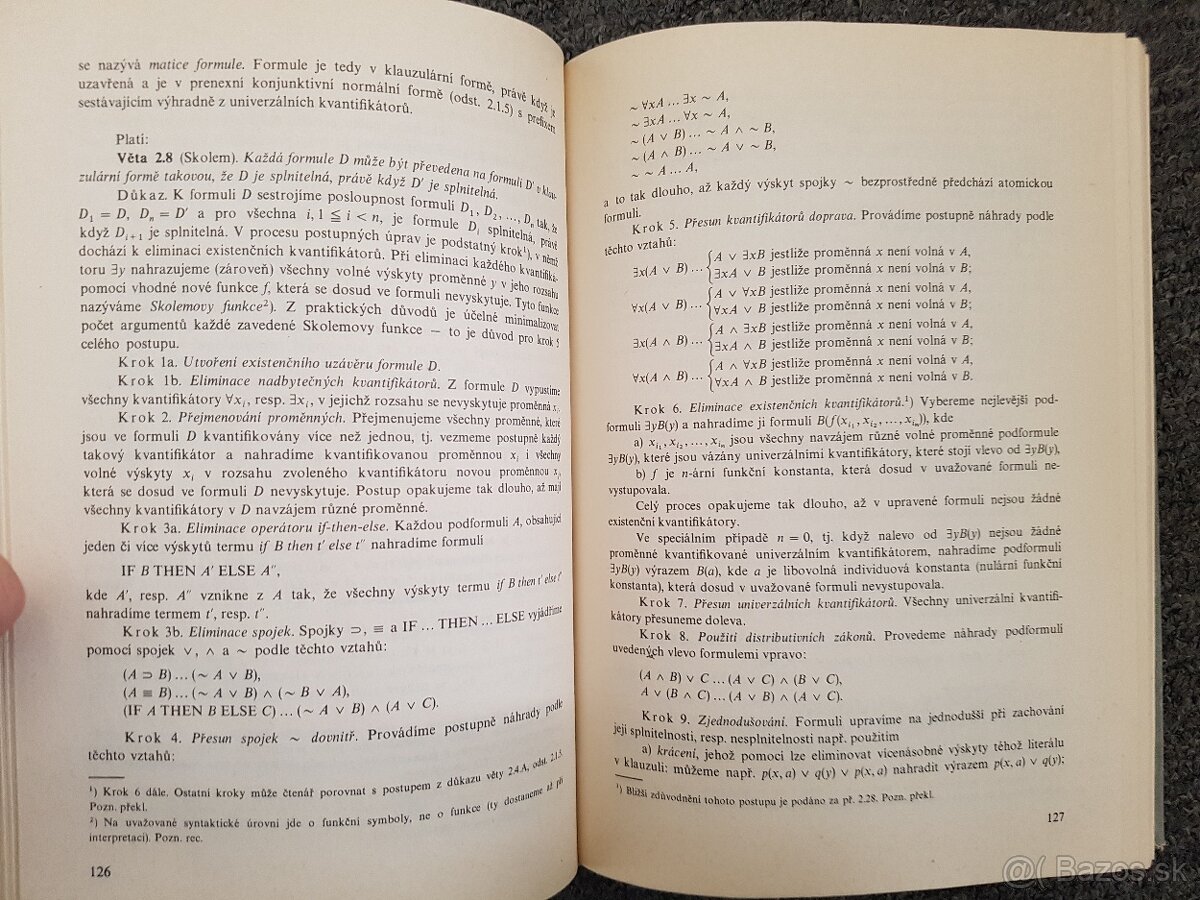 se nazývá matice formule. Formule je tedy v klauzulární formě, právě když je
uzavřená a je v prenexní konjunktivní normální formě (odst. 2.1.5) s prefixem
sestávajícím výhradně z univerzálních kvantifikátorů.
Platí:
Věta 2.8 (Skolem). Každá formule D může být převedena na formuli D′ v klau-
zulární formě takovou, že D je splnitelná, právě když D′ je splnitelná.
Důkaz. K formuli D sestrojíme posloupnost formulí D₁, D₂, ..., Dₙ tak, že
D₁ = D, Dₙ = D′ a pro všechna i, 1 ≦ i < n, je formule Dᵢ splnitelná, právě
když Dᵢ₊₁ je splnitelná. V procesu postupných úprav je podstatný krok¹), v němž
dochází k eliminaci existenčních kvantifikátorů. Při eliminaci každého kvantifiká-
toru ∃y nahrazujeme (zároveň) všechny volné výskyty proměnné y v jeho rozsahu
pomocí vhodné nové funkce f, která se dosud ve formuli nevyskytuje. Tyto funkce
nazýváme Skolemovy funkce²). Z praktických důvodů je účelné minimalizovat
počet argumentů každé zavedené Skolemovy funkce — to je důvod pro krok 5
celého postupu.
Krok 1a. Utvoření existenčního uzávěru formule D.
Krok 1b. Eliminace nadbytečných kvantifikátorů. Z formule D vypustíme
všechny kvantifikátory ∀xᵢ, resp. ∃xᵢ, v jejichž rozsahu se nevyskytuje proměnná xᵢ.
Krok 2. Přejmenování proměnných. Přejmenujeme všechny proměnné, které
jsou ve formuli D kvantifikovány více než jednou, tj. vezmeme postupně každý
takový kvantifikátor a nahradíme kvantifikovanou proměnnou xᵢ i všechny
volné výskyty xᵢ v rozsahu zvoleného kvantifikátoru novou proměnnou xⱼ,
která se dosud ve formuli D nevyskytuje. Postup opakujeme tak dlouho, až mají
všechny kvantifikátory v D navzájem různé proměnné.
Krok 3a. Eliminace operátoru if-then-else. Každou podformuli A, obsahující
jeden či více výskytů termu if B then t′ else t″ nahradíme formulí
IF B THEN A′ ELSE A″,
kde A′, resp. A″ vznikne z A tak, že všechny výskyty termu if B then t′ else t″
nahradíme termem t′, resp. t″.
Krok 3b. Eliminace spojek. Spojky ⊃, ≡ a IF ... THEN ... ELSE vyjádříme
pomocí spojek ∨, ∧ a ∼ podle těchto vztahů:
(A ⊃ B) ... (∼ A ∨ B),
(A ≡ B) ... (∼ A ∨ B) ∧ (∼ B ∨ A),
(IF A THEN B ELSE C) ... (∼ A ∨ B) ∧ (A ∨ C).
Krok 4. Přesun spojek ∼ dovnitř. Provádíme postupně náhrady podle
těchto vztahů:
¹) Krok 6 dále. Ostatní kroky může čtenář porovnat s postupem z důkazu věty 2.4.A, odst. 2.1.5.
Pozn. překl.
²) Na uvažované syntaktické úrovni jde o funkční symboly, ne o funkce (ty dostaneme až při
interpretaci). Pozn. rec.
126
∼ ∀xA ... ∃x ∼ A,
∼ ∃xA ... ∀x ∼ A,
∼ (A ∨ B) ... ∼ A ∧ ∼ B,
∼ (A ∧ B) ... ∼ A ∨ ∼ B,
∼ ∼ A ... A,
a to tak dlouho, až každý výskyt spojky ∼ bezprostředně předchází atomickou
formuli.
Krok 5. Přesun kvantifikátorů doprava. Provádíme postupně náhrady podle
těchto vztahů:
∃x(A ∨ B) ... { A ∨ ∃xB jestliže proměnná x není volná v A,
∃xA ∨ B jestliže proměnná x není volná v B;
∀x(A ∨ B) ... { A ∨ ∀xB jestliže proměnná x není volná v A,
∀xA ∨ B jestliže proměnná x není volná v B;
∃x(A ∧ B) ... { A ∧ ∃xB jestliže proměnná x není volná v A,
∃xA ∧ B jestliže proměnná x není volná v B;
∀x(A ∧ B) ... { A ∧ ∀xB jestliže proměnná x není volná v A,
∀xA ∧ B jestliže proměnná x není volná v B.
Krok 6. Eliminace existenčních kvantifikátorů.¹) Vybereme nejlevější pod-
formuli ∃yB(y) a nahradíme ji formulí B(f(xᵢ₁, xᵢ₂, ..., xᵢₙ)), kde
a) xᵢ₁, xᵢ₂, ..., xᵢₙ jsou všechny navzájem různé volné proměnné podformule
∃yB(y), které jsou vázány univerzálními kvantifikátory, které stojí vlevo od ∃yB(y),
b) f je n-ární funkční konstanta, která dosud v uvažované formuli ne-
vystupovala.
Celý proces opakujeme tak dlouho, až v upravené formuli nejsou žádné
existenční kvantifikátory.
Ve speciálním případě n = 0, tj. když nalevo od ∃yB(y) nejsou žádné
proměnné kvantifikované univerzálním kvantifikátorem, nahradíme podformuli
∃yB(y) výrazem B(a), kde a je libovolná individuová konstanta (nulární funkční
konstanta), která dosud v uvažované formuli nevystupovala.
Krok 7. Přesun univerzálních kvantifikátorů. Všechny univerzální kvantifi-
kátory přesuneme doleva.
Krok 8. Použití distributivních zákonů. Provedeme náhrady podformulí
uvedených vlevo formulemi vpravo:
(A ∧ B) ∨ C ... (A ∨ C) ∧ (B ∨ C),
A ∨ (B ∧ C) ... (A ∨ B) ∧ (A ∨ C).
Krok 9. Zjednodušování. Formuli upravíme na jednodušší při zachování
její splnitelnosti, resp. nesplnitelnosti např. použitím
a) krácení, jehož pomocí lze eliminovat vícenásobné výskyty téhož literálu
v klauzuli: můžeme např. p(x, a) ∨ q(y) ∨ p(x, a) nahradit výrazem p(x, a) ∨ q(y);
¹) Bližší zdůvodnění tohoto postupu je podáno za př. 2.28. Pozn. překl.
127
@( Bazos.sk